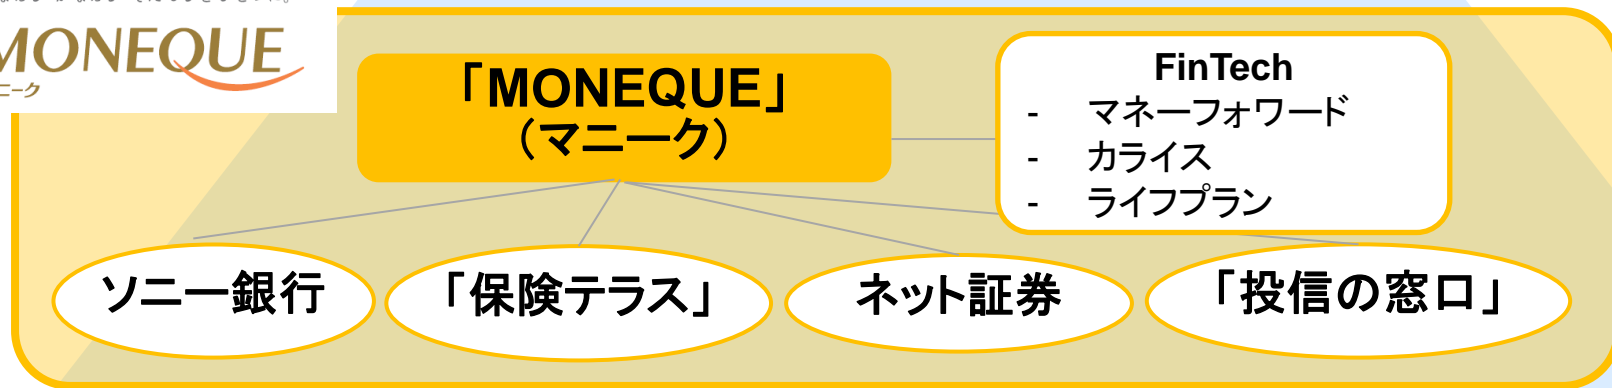 MONEQUE
ニーク
「MONEQUE」
（マニーク）
FinTech
- マネーフォワード
- カライス
- ライフプラン
ソニー銀行
「保険テラス」
ネット証券
「投信の窓口」